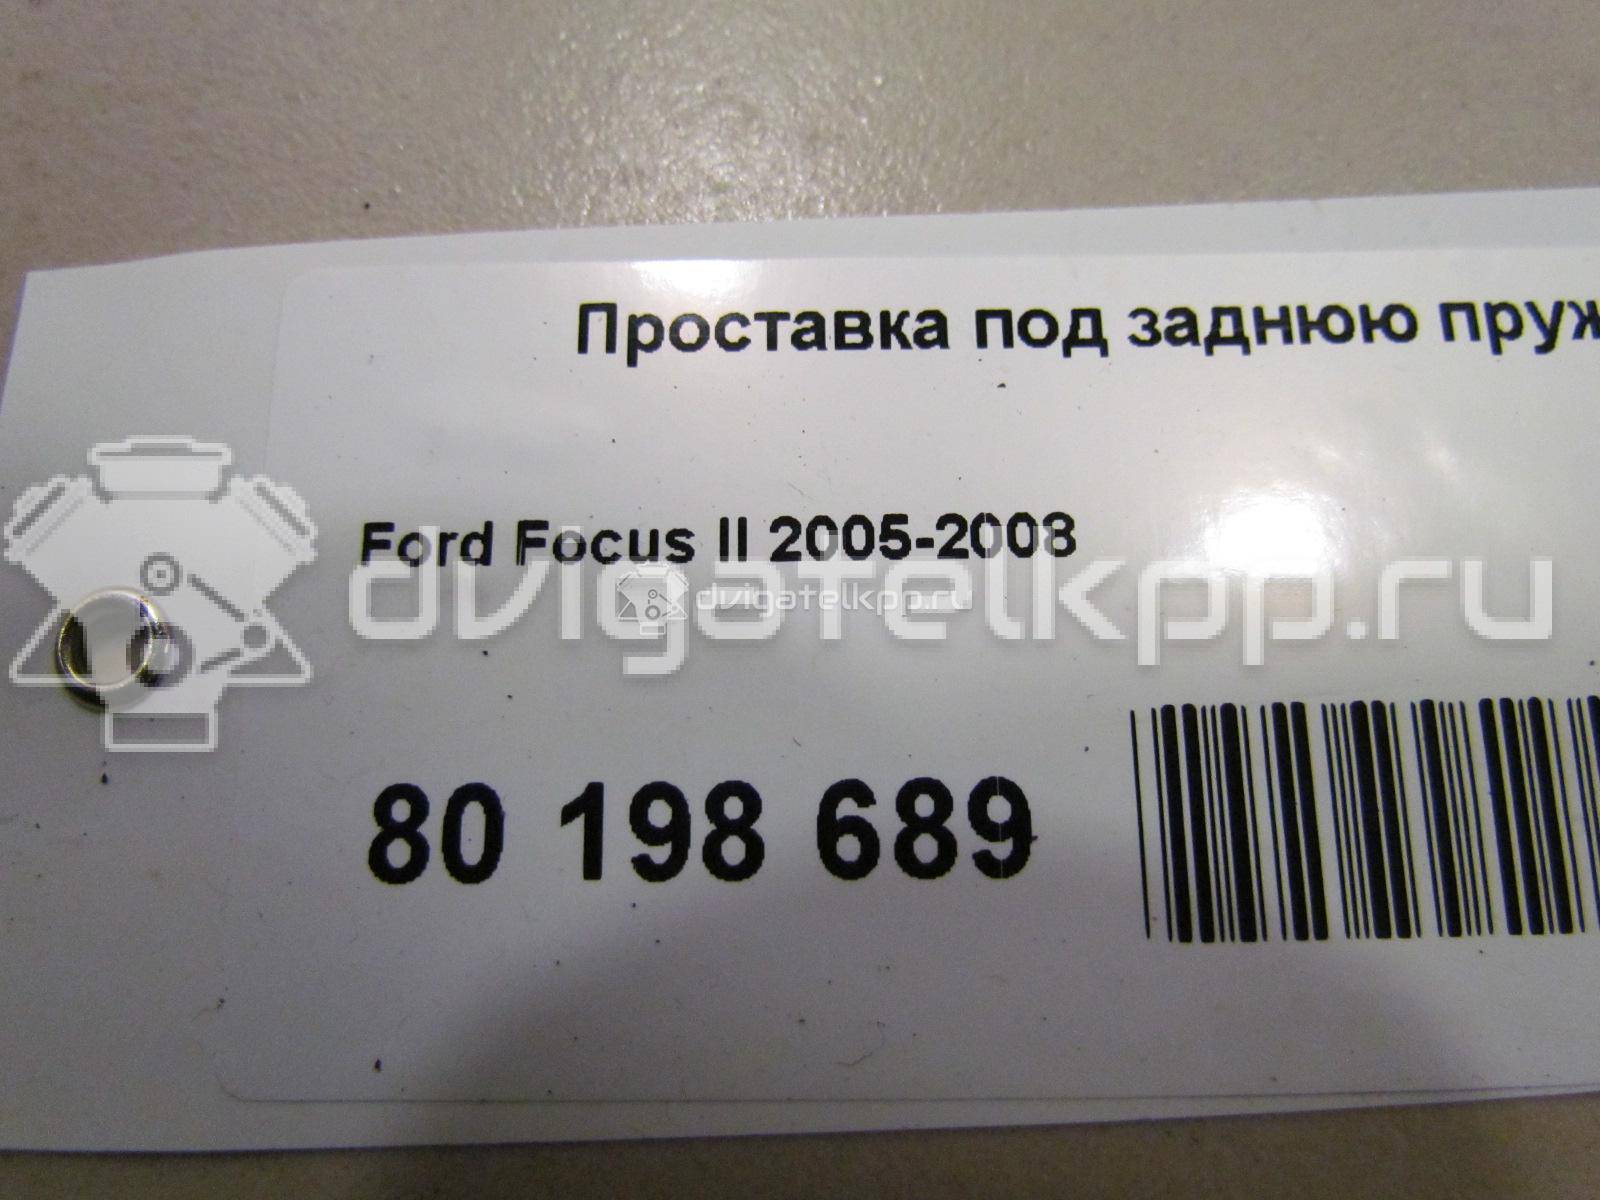 Проставка под заднюю пруж
Ford Focus II 2005-2008
dvigatelkpp.ru
dvigatelkpp.ru
80 198 689